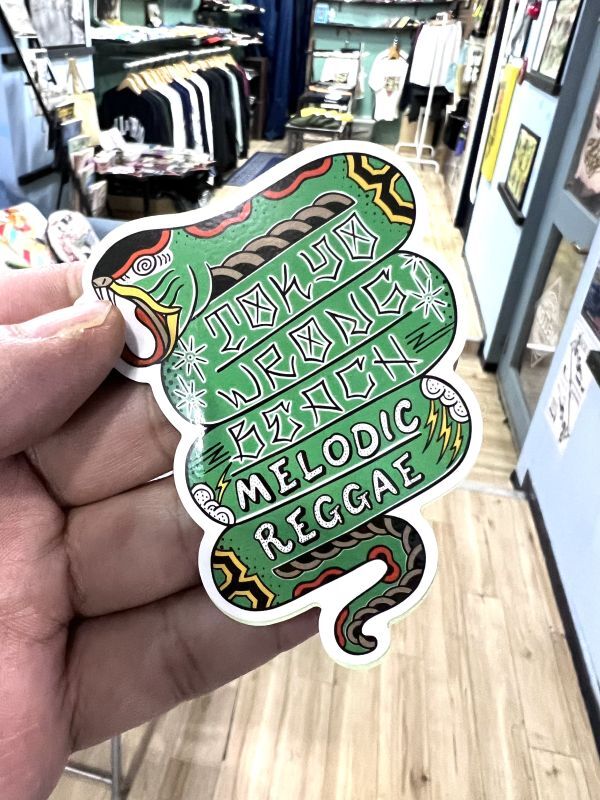 TOKYO
WRONG
BEACH
MELODIC
REGGAE